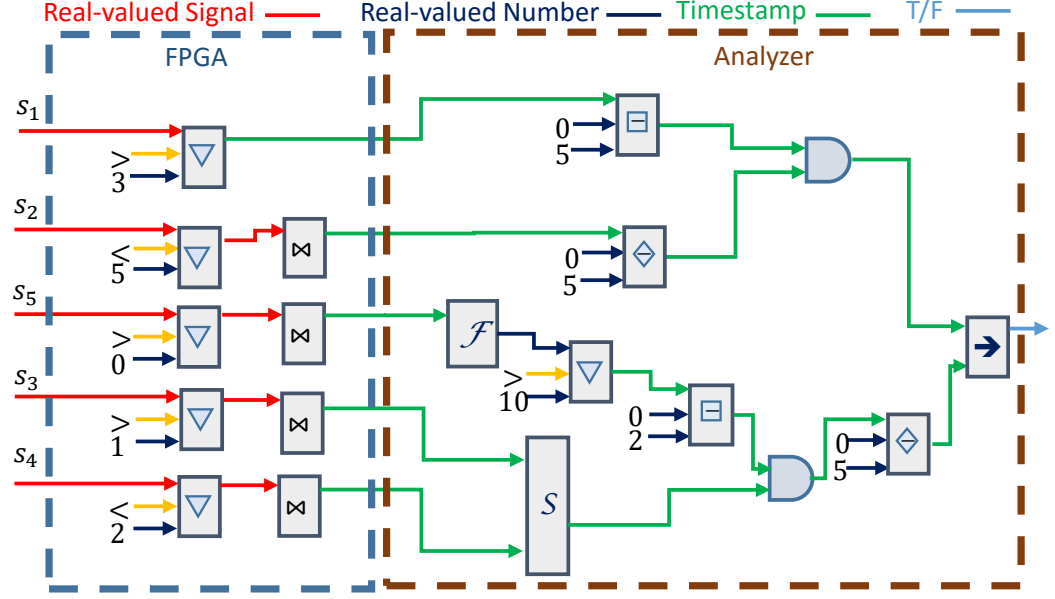 Real-valued Signal Real-valued Number Timestamp T/F
FPGA Analyzer
s₁
>
3
0
5
s₂
<
5
0
5
s₅
>
0
ℱ
>
10
0
2
s₃
>
1
0
5
s₄
<
2
S